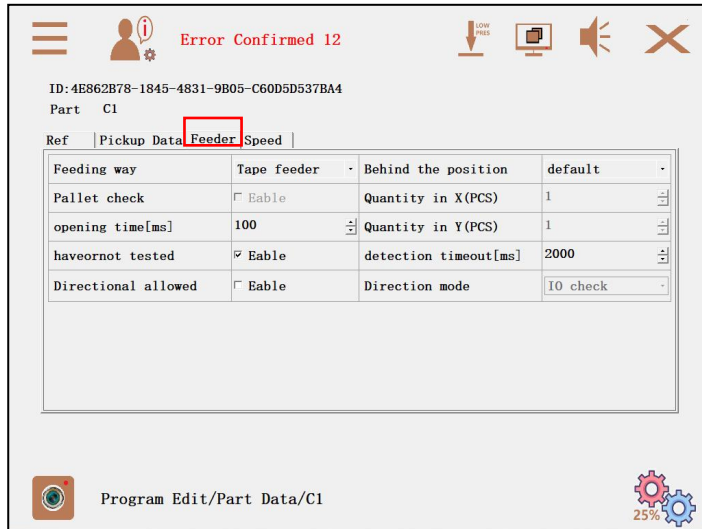 Error Confirmed 12
LOW
PRES
ID:4E862B78-1845-4831-9B05-C60D5D537BA4
Part C1
Ref Pickup Data Feeder Speed
Feeding way Tape feeder Behind the position default
Pallet check Eable Quantity in X(PCS) 1
opening time[ms] 100 Quantity in Y(PCS) 1
haveornot tested Eable detection timeout[ms] 2000
Directional allowed Eable Direction mode IO check
Program Edit/Part Data/C1
25%